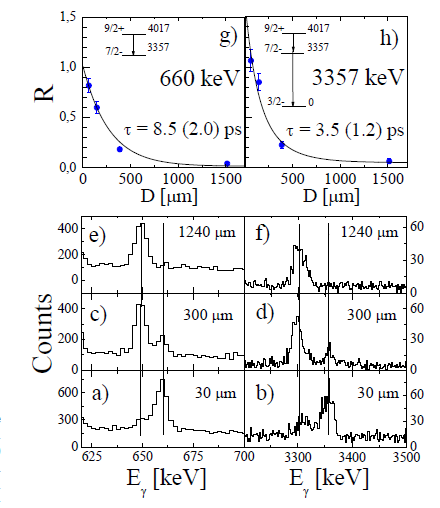 1,5
1,0
0,5
0,0
R
9/2+ 4017
7/2- 3357
g)
660 keV
τ = 8.5 (2.0) ps
0 500 1000 1500
D [μm]
9/2+ 4017
7/2- 3357
3/2- 0
h)
3357 keV
τ = 3.5 (1.2) ps
500 1000 1500
D [μm]
Counts
e) 1240 μm
400
200
0
f) 1240 μm
60
30
0
c) 300 μm
400
200
0
d) 300 μm
60
30
0
a) 30 μm
600
300
0
b) 30 μm
60
30
0
625 650 675 700
Eγ [keV]
3300 3400 3500
Eγ [keV]